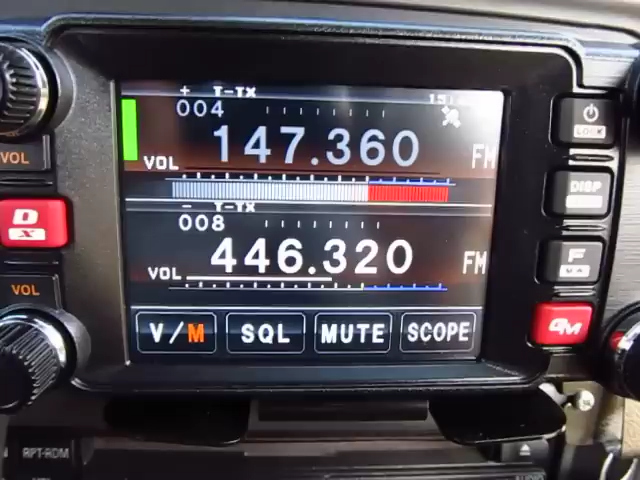 + T-TX
004
147.360 FM
VOL
- T-TX
008
446.320 FM
VOL
V/M SQL MUTE SCOPE
VOL
D
X
VOL
LOCK
DISP
F
GM
RPT-RDM